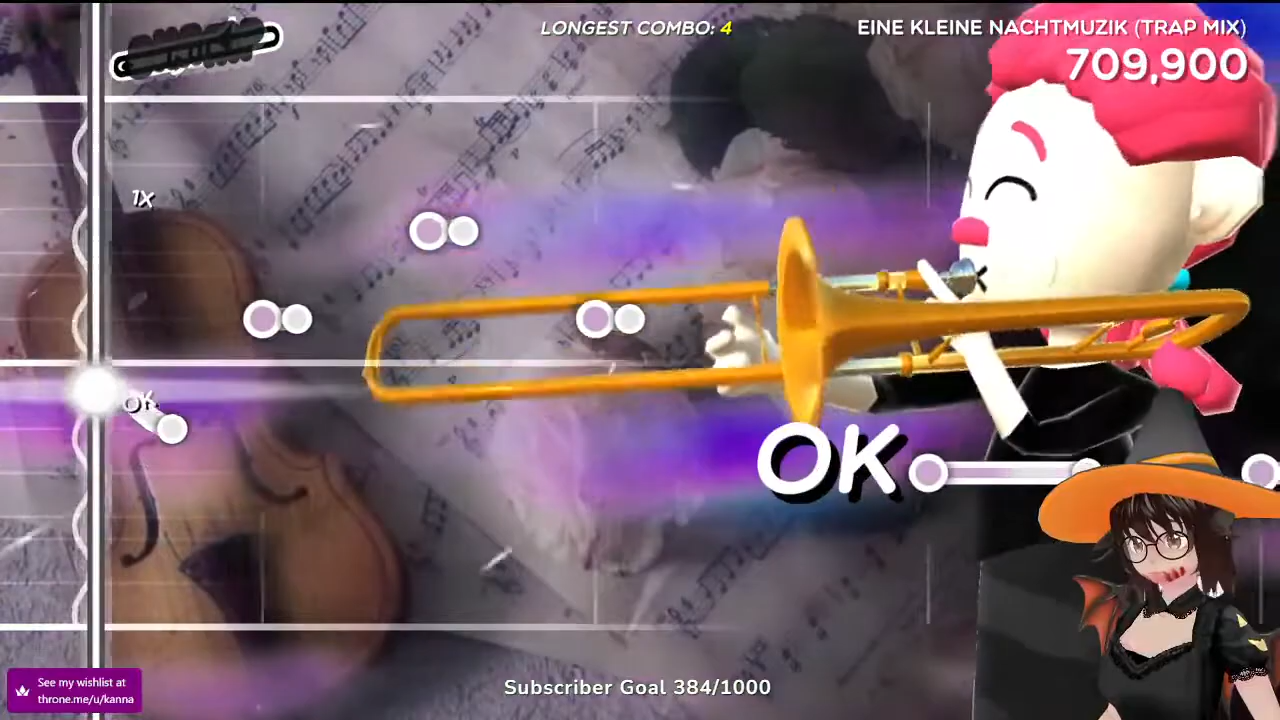 LONGEST COMBO: 4
EINE KLEINE NACHTMUZIK (TRAP MIX)
709,900
1X
OK
OK
Subscriber Goal 384/1000
See my wishlist at
throne.me/u/kanna